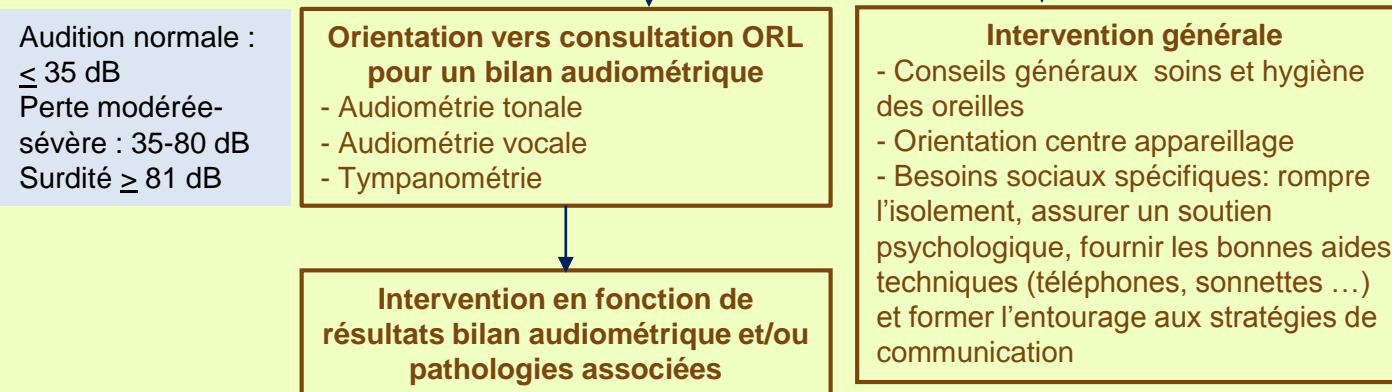 Audition normale :
< 35 dB
Perte modérée-
sévère : 35-80 dB
Surdité > 81 dB
Orientation vers consultation ORL
pour un bilan audiométrique
- Audiométrie tonale
- Audiométrie vocale
- Tympanométrie
Intervention en fonction de
résultats bilan audiométrique et/ou
pathologies associées
Intervention générale
- Conseils généraux  soins et hygiène
des oreilles
- Orientation centre appareillage
- Besoins sociaux spécifiques: rompre
l’isolement, assurer un soutien
psychologique, fournir les bonnes aides
techniques (téléphones, sonnettes …)
et former l’entourage aux stratégies de
communication